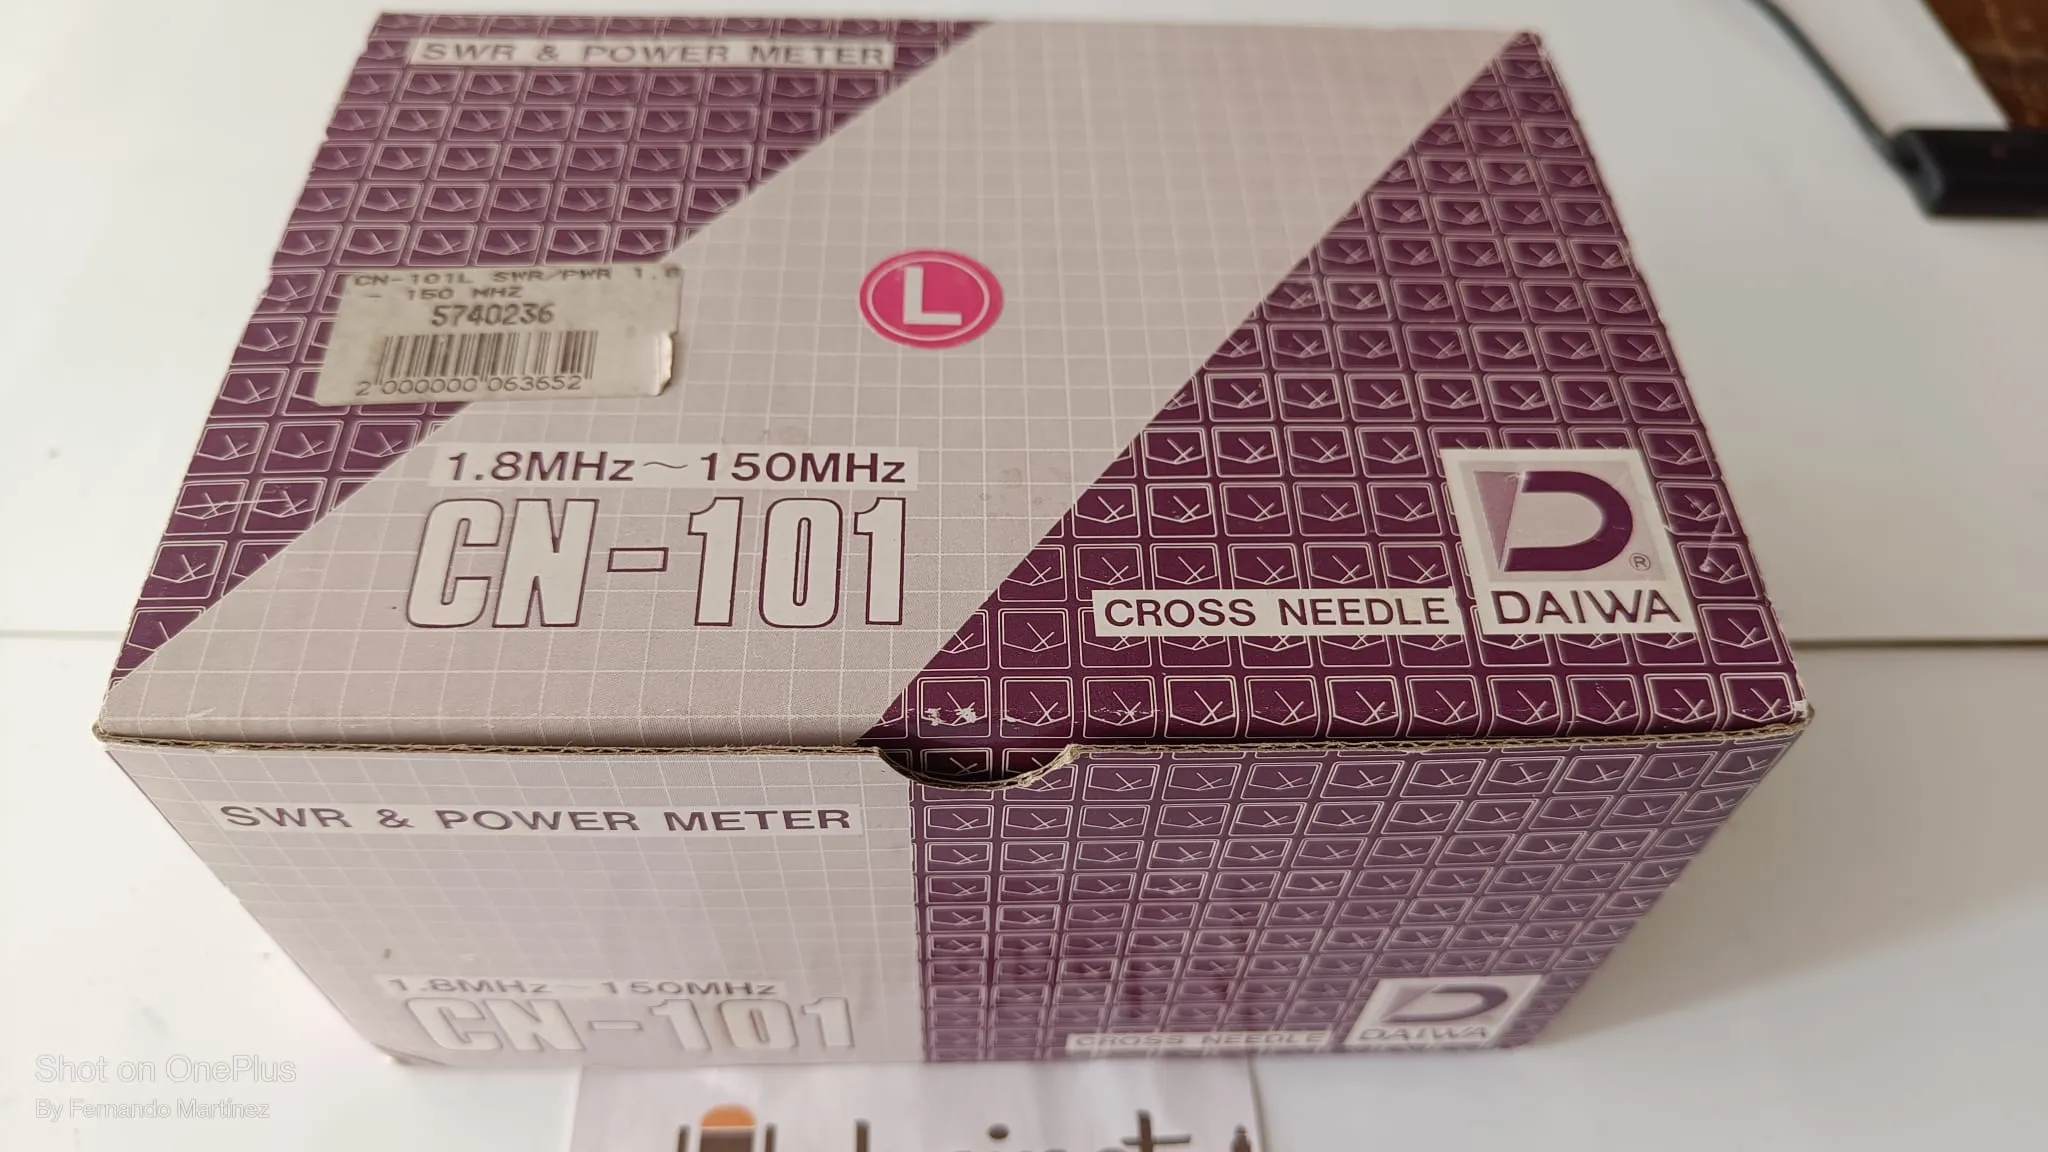 SWR & POWER METER
L
CN-101L SWR/PWR 1.8
- 150 MHZ
5740236
2 000000 063652
1.8MHz~150MHz
CN-101
CROSS NEEDLE
D®
DAIWA
SWR & POWER METER
1.8MHz~150MHz
CN-101
CROSS NEEDLE
D
DAIWA
Shot on OnePlus
By Fernando Martínez